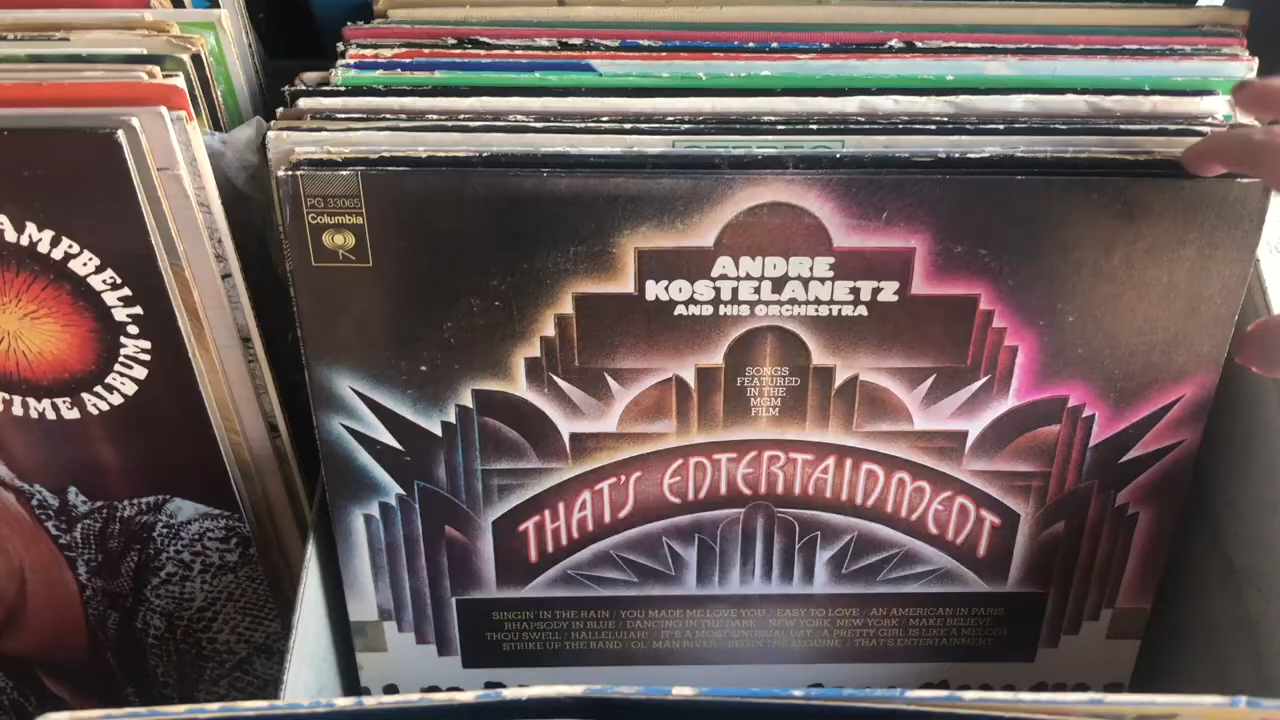 STEREO
PG 33065
Columbia
ANDRE
KOSTELANETZ
AND HIS ORCHESTRA
SONGS
FEATURED
IN THE
MGM
FILM
THAT'S ENTERTAINMENT
SINGIN' IN THE RAIN / YOU MADE ME LOVE YOU / EASY TO LOVE / AN AMERICAN IN PARIS
RHAPSODY IN BLUE / DANCING IN THE DARK / NEW YORK, NEW YORK / MAKE BELIEVE
THOU SWELL / HALLELUJAH! / IT'S A MOST UNUSUAL DAY / A PRETTY GIRL IS LIKE A MELODY
STRIKE UP THE BAND / OL' MAN RIVER / BEGIN THE BEGUINE / THAT'S ENTERTAINMENT
AMPBELL·
TIME ALBUM·